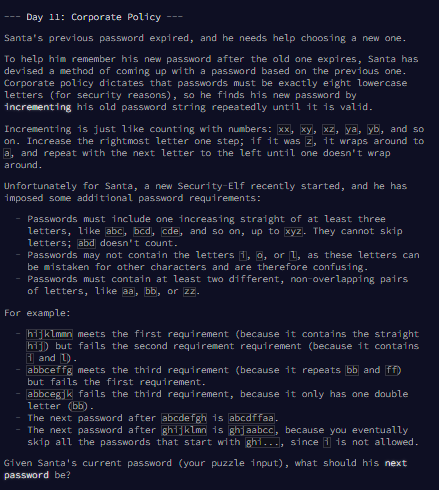 --- Day 11: Corporate Policy ---
Santa's previous password expired, and he needs help choosing a new one.
To help him remember his new password after the old one expires, Santa has
devised a method of coming up with a password based on the previous one.
Corporate policy dictates that passwords must be exactly eight lowercase
letters (for security reasons), so he finds his new password by
incrementing his old password string repeatedly until it is valid.
Incrementing is just like counting with numbers: xx, xy, xz, ya, yb, and so
on. Increase the rightmost letter one step; if it was z, it wraps around to
a, and repeat with the next letter to the left until one doesn't wrap
around.
Unfortunately for Santa, a new Security-Elf recently started, and he has
imposed some additional password requirements:
- Passwords must include one increasing straight of at least three
letters, like abc, bcd, cde, and so on, up to xyz. They cannot skip
letters; abd doesn't count.
- Passwords may not contain the letters i, o, or l, as these letters can
be mistaken for other characters and are therefore confusing.
- Passwords must contain at least two different, non-overlapping pairs
of letters, like aa, bb, or zz.
For example:
- hijklmmn meets the first requirement (because it contains the straight
hij) but fails the second requirement requirement (because it contains
i and l).
- abbceffg meets the third requirement (because it repeats bb and ff)
but fails the first requirement.
- abbcegjk fails the third requirement, because it only has one double
letter (bb).
- The next password after abcdefgh is abcdffaa.
- The next password after ghijklmn is ghjaabcc, because you eventually
skip all the passwords that start with ghi..., since i is not allowed.
Given Santa's current password (your puzzle input), what should his next
password be?